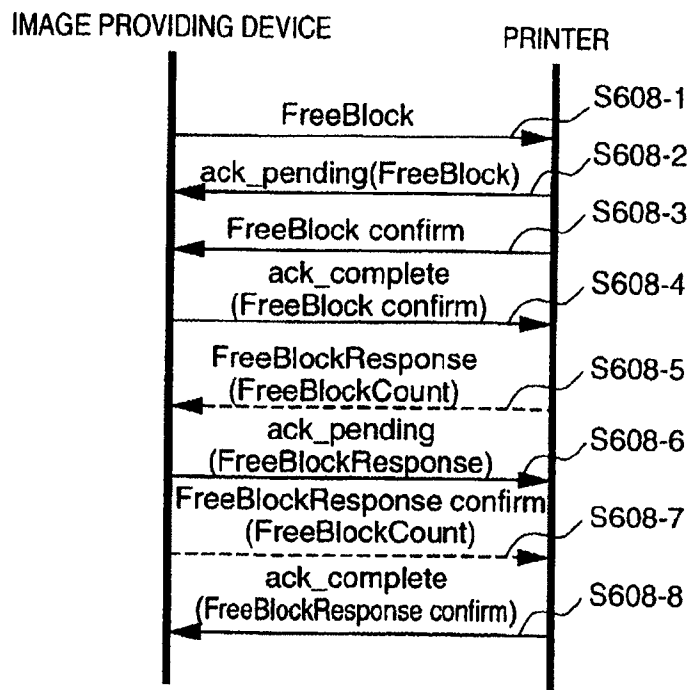 IMAGE PROVIDING DEVICE
PRINTER
FreeBlock
S608-1
ack_pending(FreeBlock)
S608-2
FreeBlock confirm
S608-3
ack_complete
(FreeBlock confirm)
S608-4
FreeBlockResponse
(FreeBlockCount)
S608-5
ack_pending
(FreeBlockResponse)
S608-6
FreeBlockResponse confirm
(FreeBlockCount)
S608-7
ack_complete
(FreeBlockResponse confirm)
S608-8